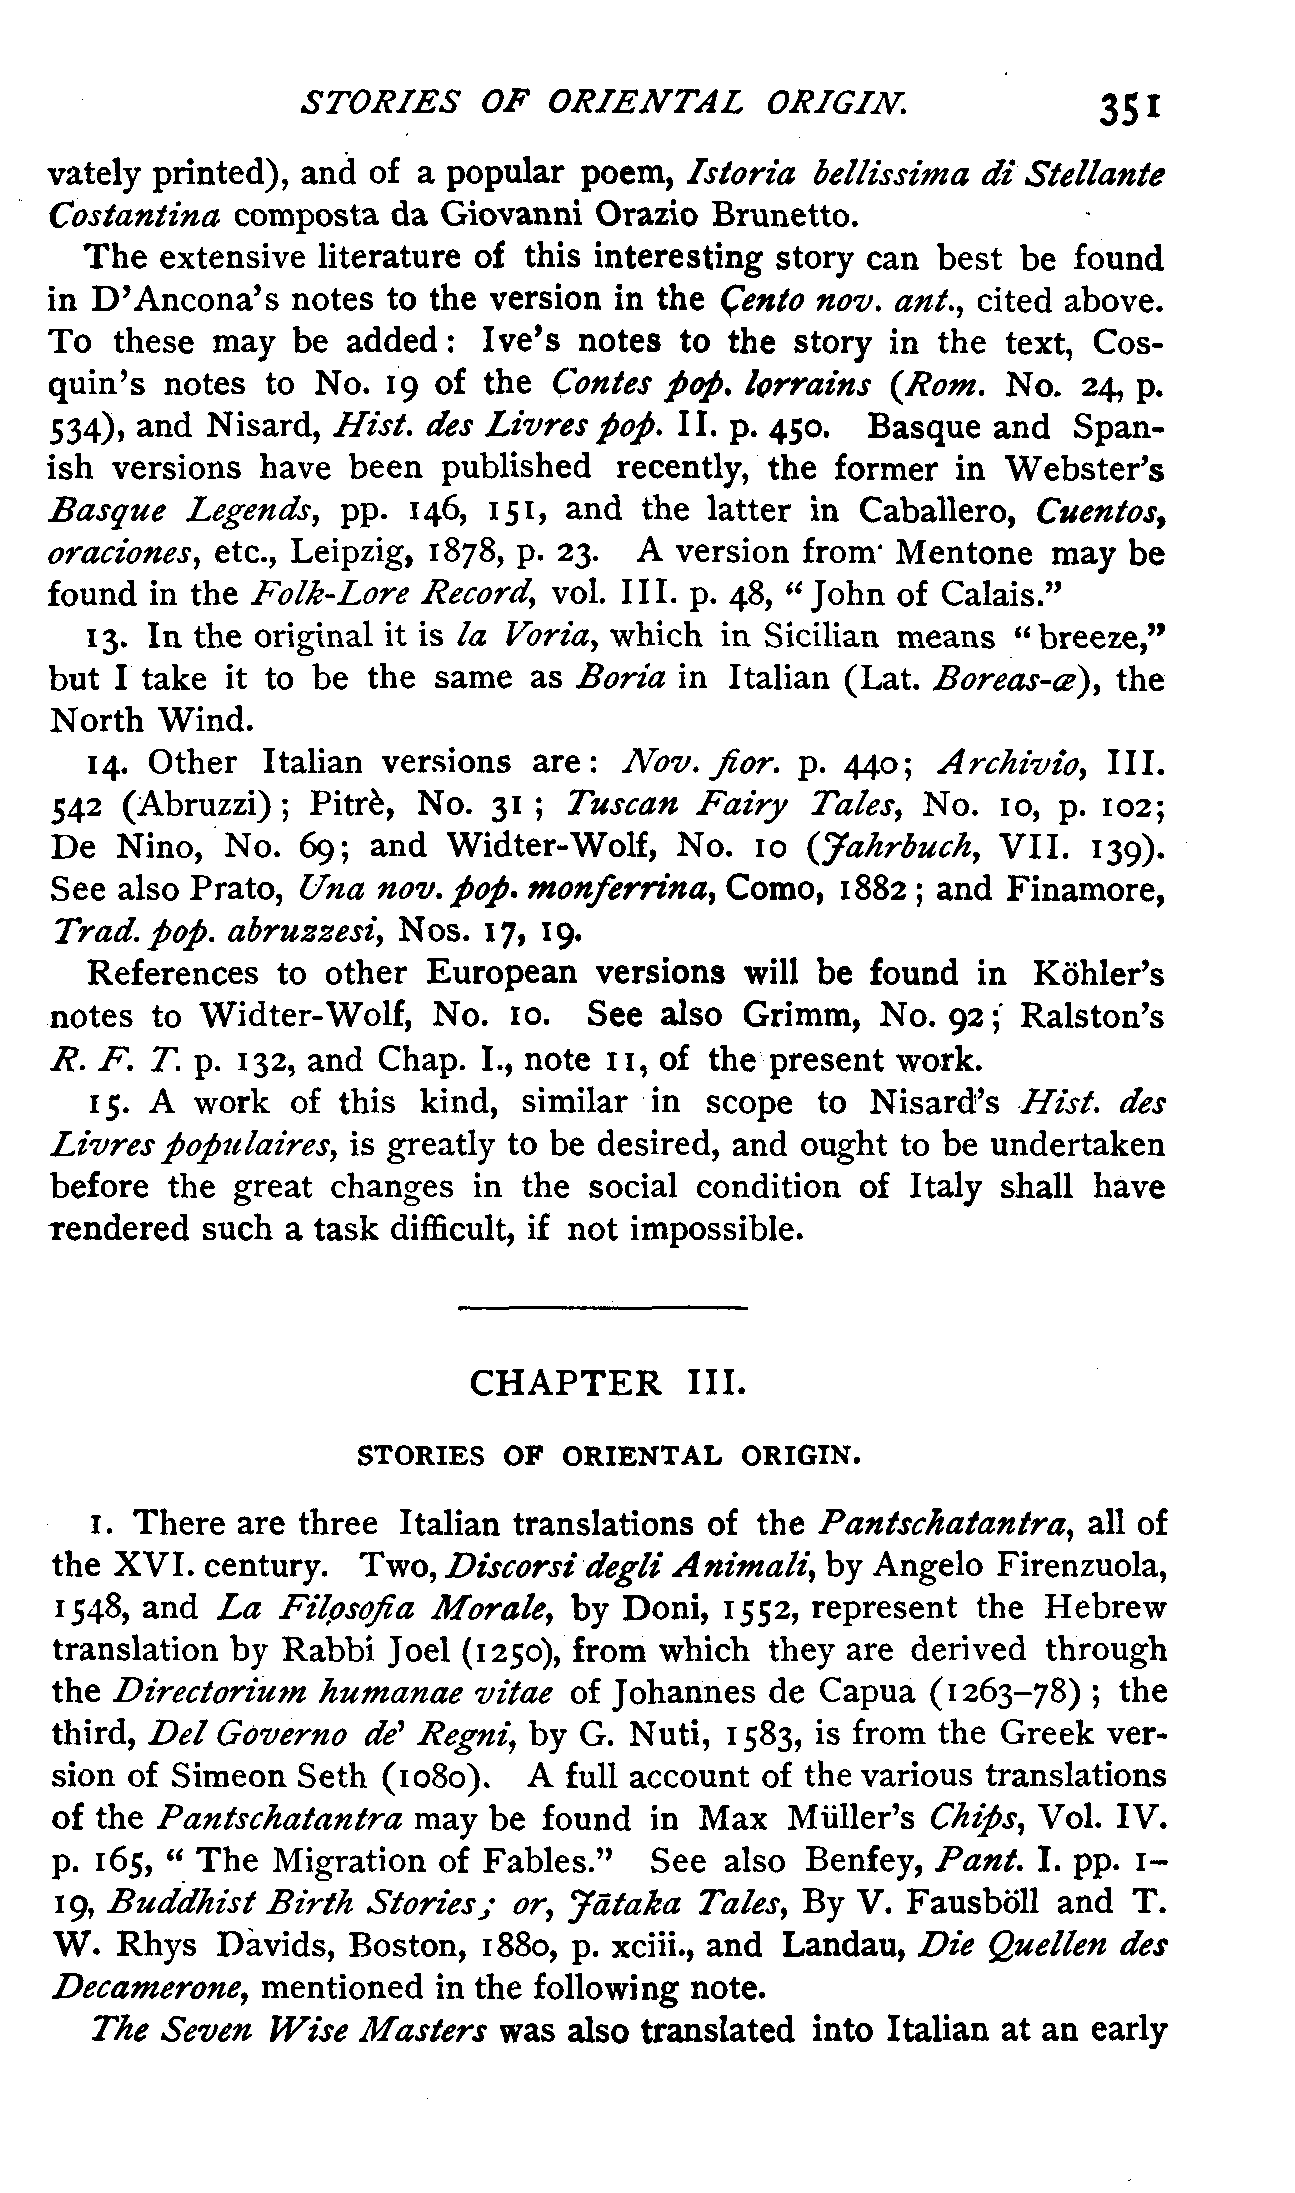 STORIES OF ORIENTAL ORIGIN. 351
vately printed), and of a popular poem, Istoria bellissima di Stellante
Costantina composta da Giovanni Orazio Brunetto.
The extensive literature of this interesting story can best be found
in D'Ancona's notes to the version in the Cento nov. ant., cited above.
To these may be added: Ive's notes to the story in the text, Cos-
quin's notes to No. 19 of the Contes pop. lorrains (Rom. No. 24, p.
534), and Nisard, Hist. des Livres pop. II. p. 450. Basque and Span-
ish versions have been published recently, the former in Webster's
Basque Legends, pp. 146, 151, and the latter in Caballero, Cuentos,
oraciones, etc., Leipzig, 1878, p. 23. A version from Mentone may be
found in the Folk-Lore Record, vol. III. p. 48, "John of Calais."
13. In the original it is la Voria, which in Sicilian means "breeze,"
but I take it to be the same as Boria in Italian (Lat. Boreas-æ), the
North Wind.
14. Other Italian versions are: Nov. fior. p. 440; Archivio, III.
542 (Abruzzi); Pitrè, No. 31; Tuscan Fairy Tales, No. 10, p. 102;
De Nino, No. 69; and Widter-Wolf, No. 10 (Jahrbuch, VII. 139).
See also Prato, Una nov. pop. monferrina, Como, 1882; and Finamore,
Trad. pop. abruzzesi, Nos. 17, 19.
References to other European versions will be found in Köhler's
notes to Widter-Wolf, No. 10. See also Grimm, No. 92; Ralston's
R. F. T. p. 132, and Chap. I., note 11, of the present work.
15. A work of this kind, similar in scope to Nisard's Hist. des
Livres populaires, is greatly to be desired, and ought to be undertaken
before the great changes in the social condition of Italy shall have
rendered such a task difficult, if not impossible.
CHAPTER III.
STORIES OF ORIENTAL ORIGIN.
1. There are three Italian translations of the Pantschatantra, all of
the XVI. century. Two, Discorsi degli Animali, by Angelo Firenzuola,
1548, and La Filosofia Morale, by Doni, 1552, represent the Hebrew
translation by Rabbi Joel (1250), from which they are derived through
the Directorium humanae vitae of Johannes de Capua (1263–78); the
third, Del Governo de' Regni, by G. Nuti, 1583, is from the Greek ver-
sion of Simeon Seth (1080). A full account of the various translations
of the Pantschatantra may be found in Max Müller's Chips, Vol. IV.
p. 165, "The Migration of Fables." See also Benfey, Pant. I. pp. 1–
19, Buddhist Birth Stories; or, Jātaka Tales, By V. Fausböll and T.
W. Rhys Davids, Boston, 1880, p. xciii., and Landau, Die Quellen des
Decamerone, mentioned in the following note.
The Seven Wise Masters was also translated into Italian at an early